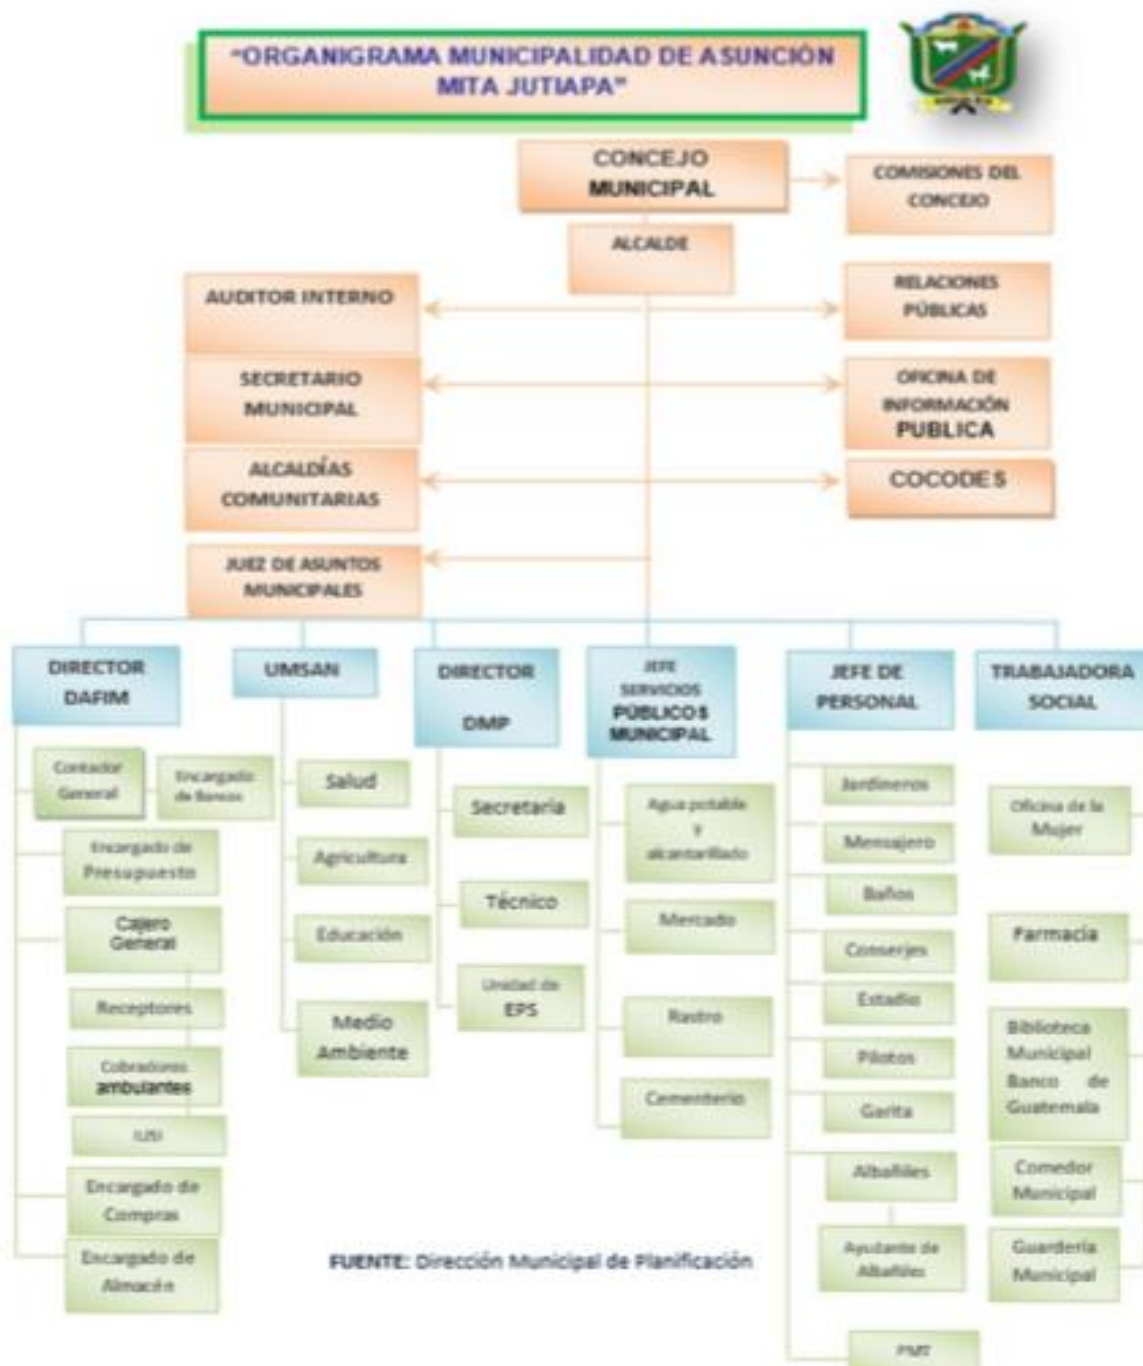 "ORGANIGRAMA MUNICIPALIDAD DE ASUNCIÓN
MITA JUTIAPA"
CONCEJO
MUNICIPAL
COMISIONES DEL
CONCEJO
ALCALDE
AUDITOR INTERNO
RELACIONES
PÚBLICAS
SECRETARIO
MUNICIPAL
OFICINA DE
INFORMACIÓN
PUBLICA
ALCALDÍAS
COMUNITARIAS
COCODES
JUEZ DE ASUNTOS
MUNICIPALES
DIRECTOR
DAFIM
UMSAN
DIRECTOR
DMP
JEFE
SERVICIOS
PÚBLICOS
MUNICIPAL
JEFE DE
PERSONAL
TRABAJADORA
SOCIAL
Contador
General
Encargado
de Bancos
Encargado de
Presupuesto
Cajero
General
Receptores
Cobradores
ambulantes
IUSI
Encargado de
Compras
Encargado de
Almacén
Salud
Agricultura
Educación
Medio
Ambiente
Secretaria
Técnico
Unidad de
EPS
Agua potable
y
alcantarillado
Mercado
Rastro
Cementerio
Jardineros
Mensajero
Baños
Conserjes
Estadio
Pilotos
Garita
Albañiles
Ayudante de
Albañiles
PMT
Oficina de la
Mujer
Farmacia
Biblioteca
Municipal
Banco de
Guatemala
Comedor
Municipal
Guardería
Municipal
FUENTE: Dirección Municipal de Planificación